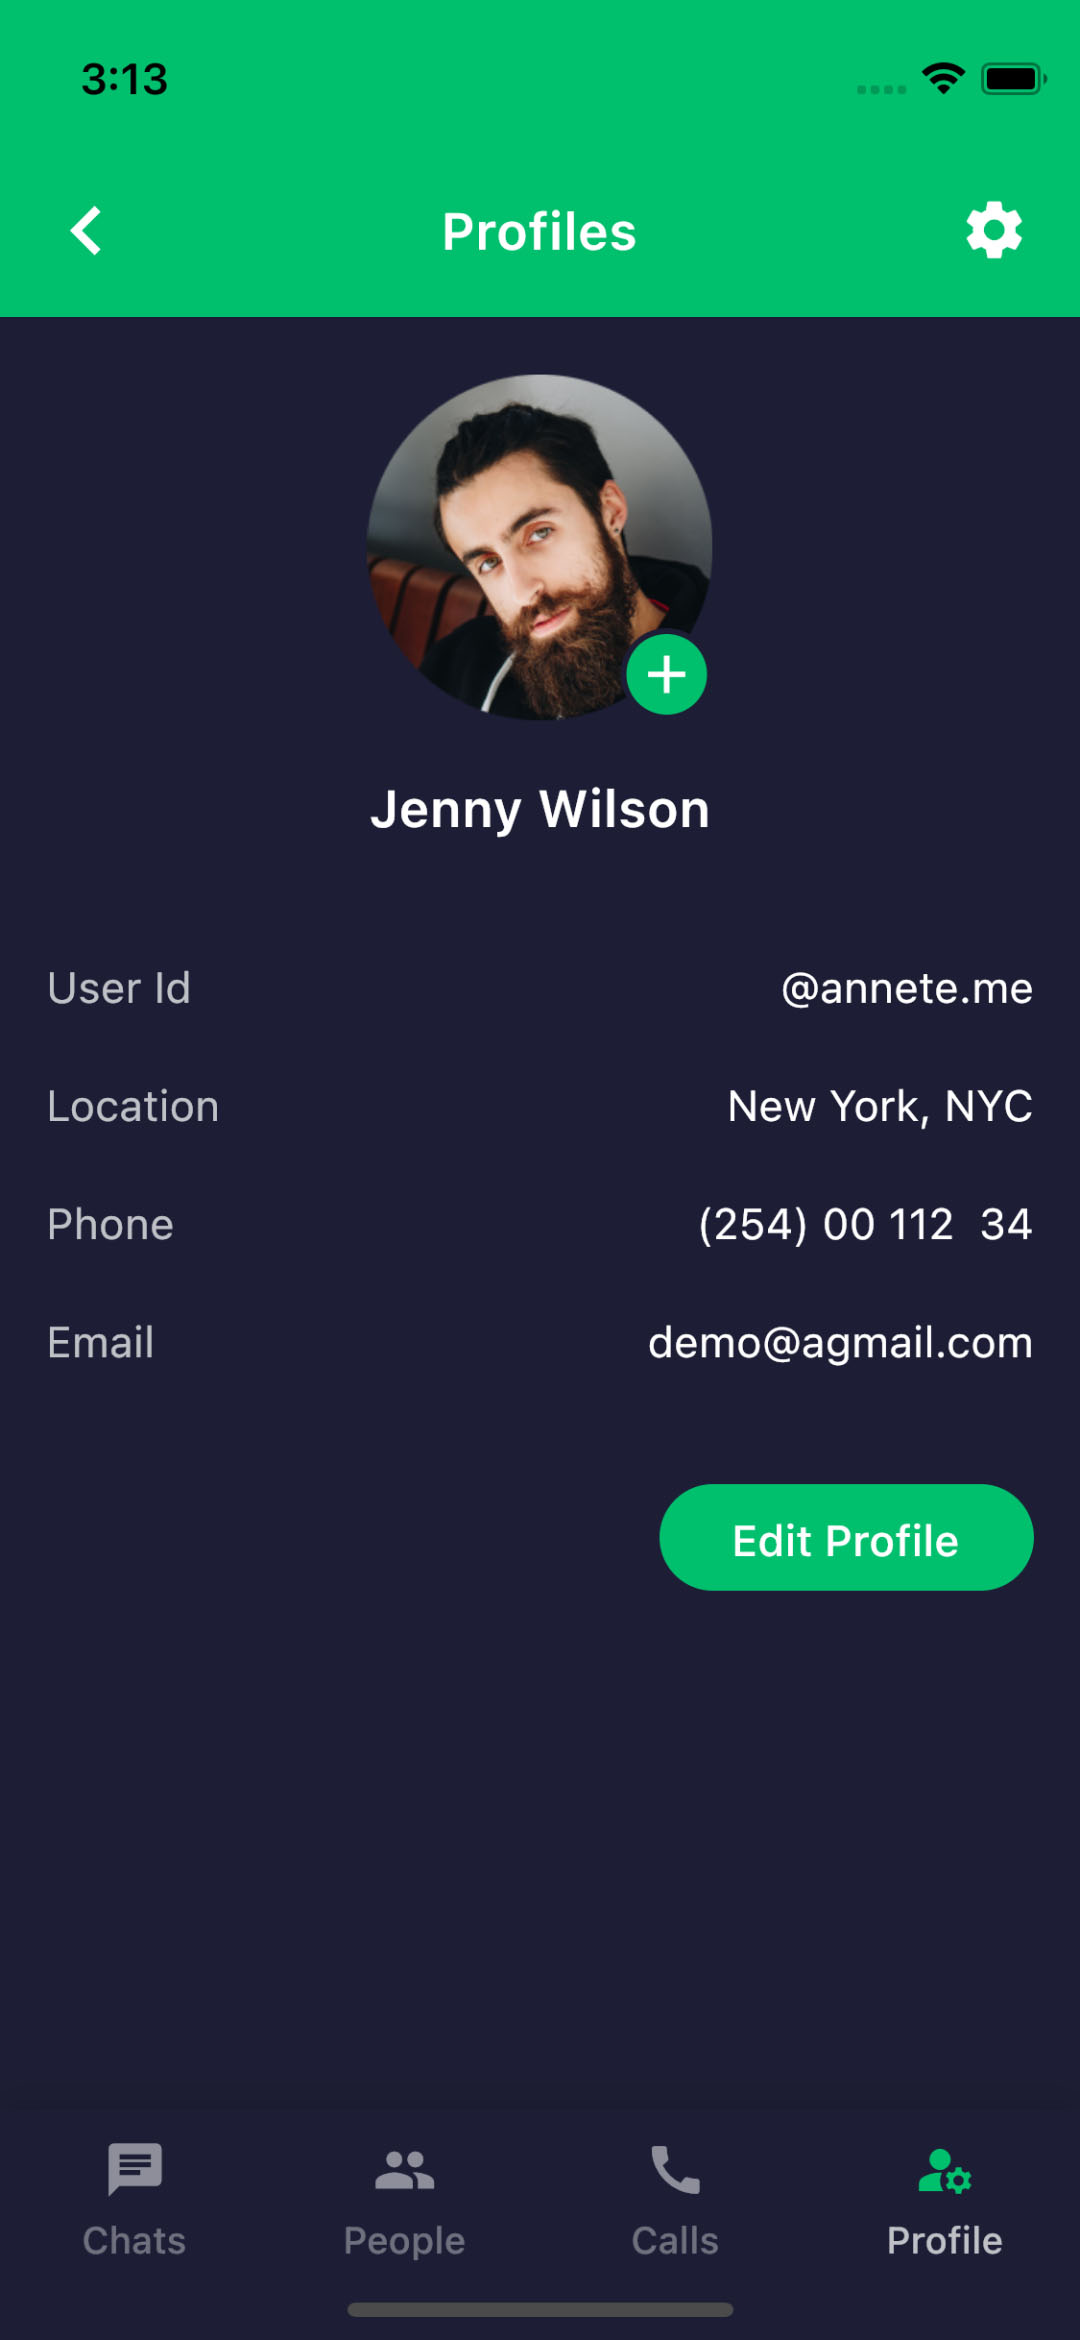 3:13
Profiles
Jenny Wilson
User Id @annete.me
Location New York, NYC
Phone (254) 00 112  34
Email demo@agmail.com
Edit Profile
Chats People Calls Profile